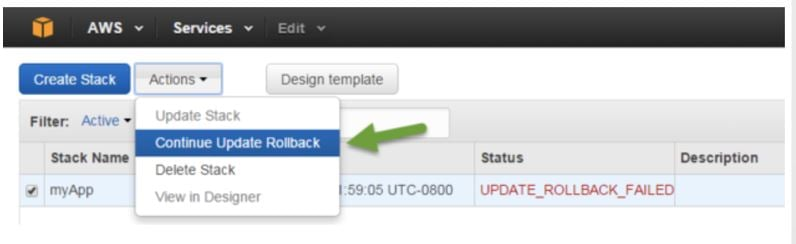 AWS Services Edit
Create Stack Actions Design template
Filter: Active Update Stack
Continue Update Rollback
Stack Name Status Description
Delete Stack
myApp 1:59:05 UTC-0800 UPDATE_ROLLBACK_FAILED
View in Designer